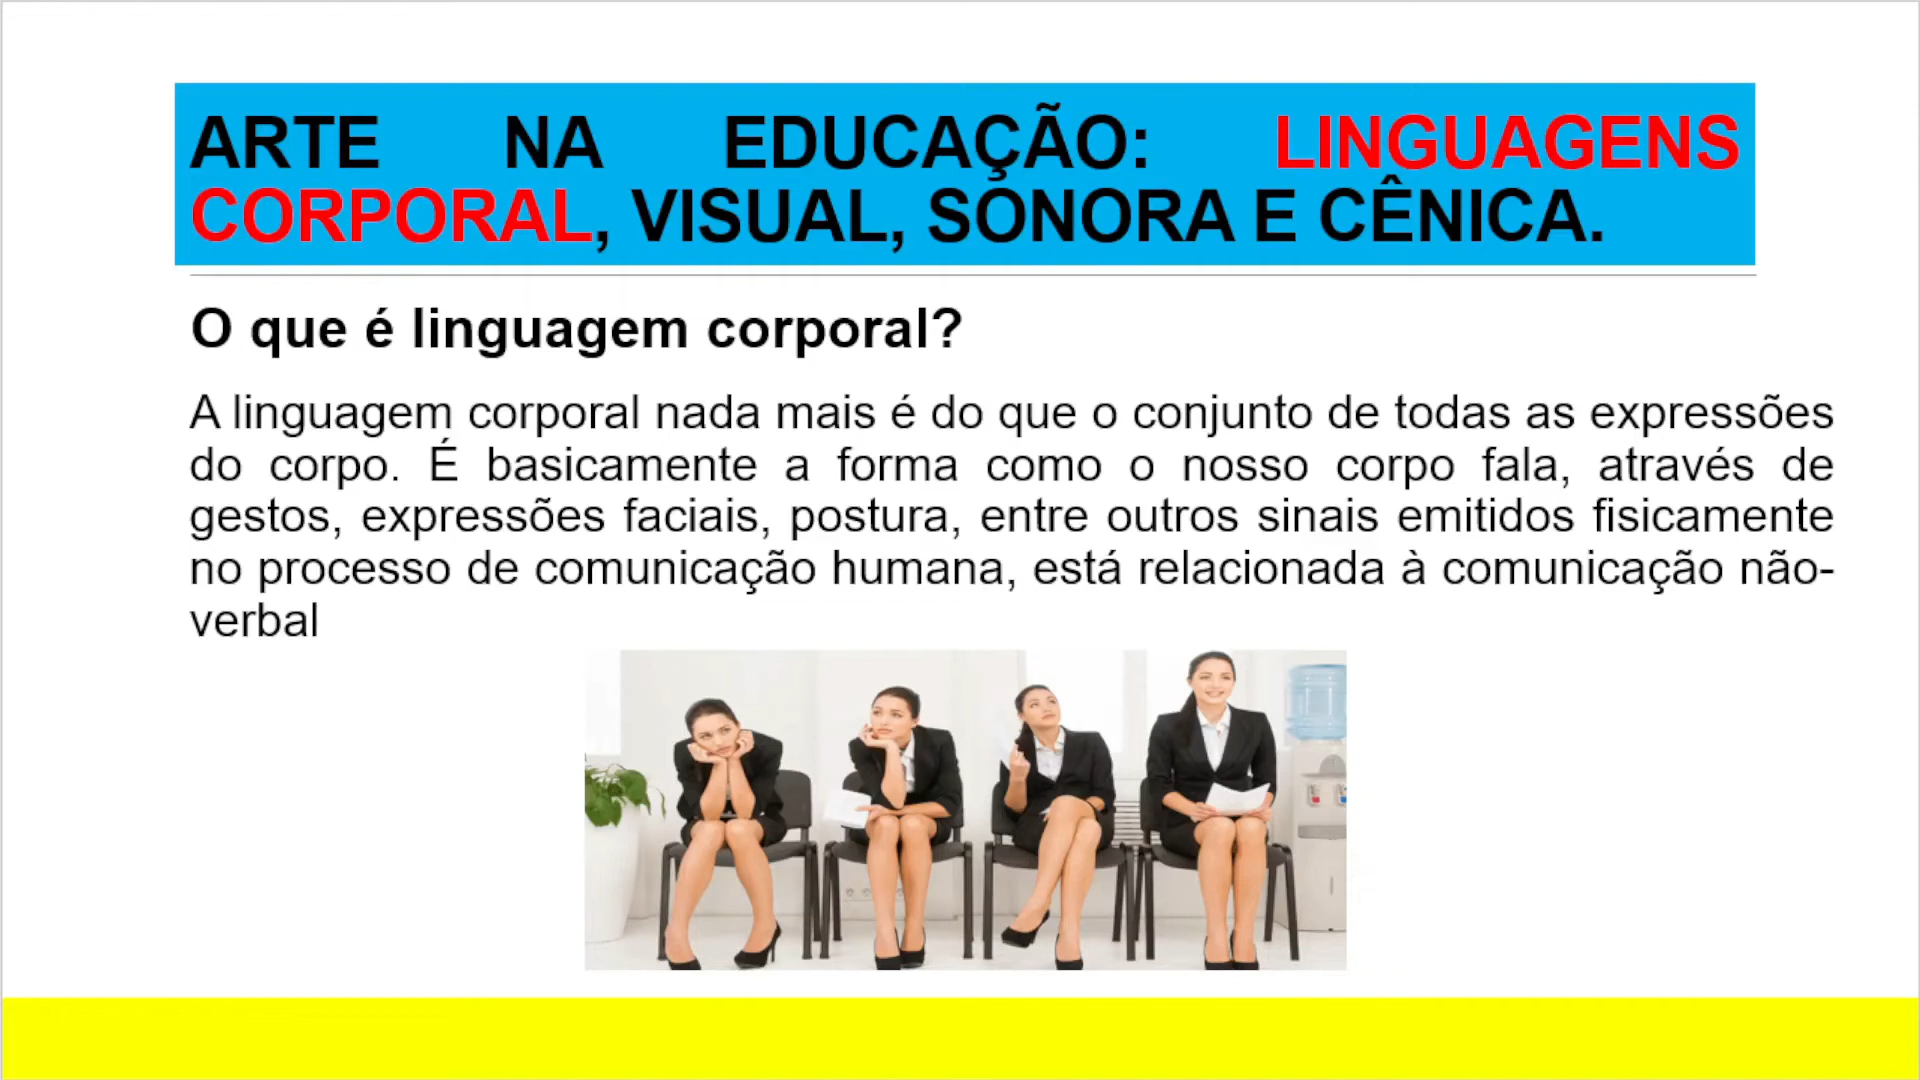 ARTE NA EDUCAÇÃO: LINGUAGENS
CORPORAL, VISUAL, SONORA E CÊNICA.
O que é linguagem corporal?
A linguagem corporal nada mais é do que o conjunto de todas as expressões
do corpo. É basicamente a forma como o nosso corpo fala, através de
gestos, expressões faciais, postura, entre outros sinais emitidos fisicamente
no processo de comunicação humana, está relacionada à comunicação não-
verbal